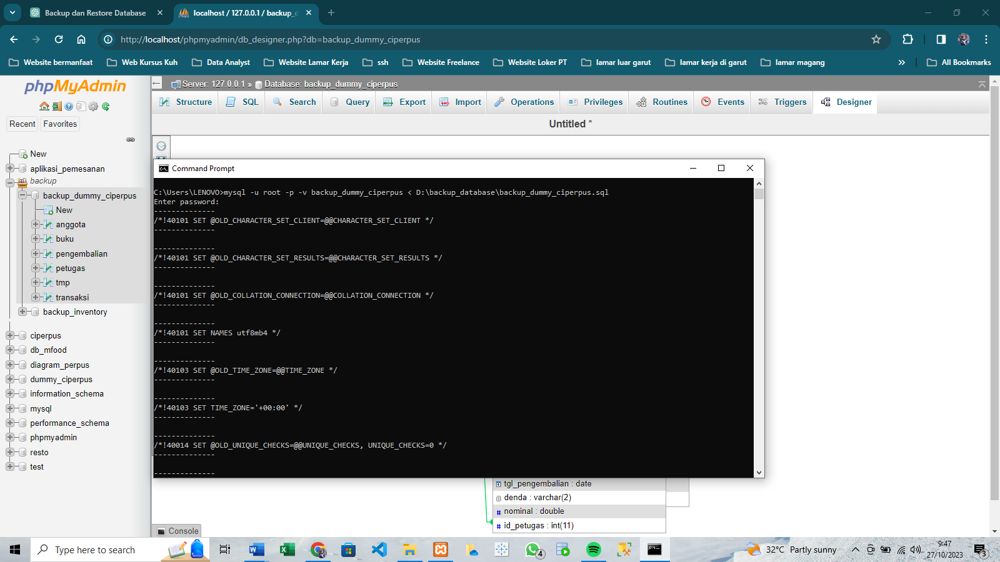 Backup dan Restore Database
localhost / 127.0.0.1 / backup_d
http://localhost/phpmyadmin/db_designer.php?db=backup_dummy_ciperpus
Website bermanfaat
Web Kursus Kuh
Data Analyst
Website Lamar Kerja
ssh
Website Freelance
Website Loker PT
lamar luar garut
lamar kerja di garut
lamar magang
»
All Bookmarks
phpMyAdmin
Recent
Favorites
New
aplikasi_pemesanan
backup
backup_dummy_ciperpus
New
anggota
buku
pengembalian
petugas
tmp
transaksi
backup_inventory
ciperpus
db_mfood
diagram_perpus
dummy_ciperpus
information_schema
mysql
performance_schema
phpmyadmin
resto
test
Server: 127.0.0.1 » Database: backup_dummy_ciperpus
Structure
SQL
Search
Query
Export
Import
Operations
Privileges
Routines
Events
Triggers
Designer
Untitled *
Command Prompt
C:\Users\LENOVO>mysql -u root -p -v backup_dummy_ciperpus < D:\backup_database\backup_dummy_ciperpus.sql
Enter password:
--------------
/*!40101 SET @OLD_CHARACTER_SET_CLIENT=@@CHARACTER_SET_CLIENT */
--------------
--------------
/*!40101 SET @OLD_CHARACTER_SET_RESULTS=@@CHARACTER_SET_RESULTS */
--------------
--------------
/*!40101 SET @OLD_COLLATION_CONNECTION=@@COLLATION_CONNECTION */
--------------
--------------
/*!40101 SET NAMES utf8mb4 */
--------------
--------------
/*!40103 SET @OLD_TIME_ZONE=@@TIME_ZONE */
--------------
--------------
/*!40103 SET TIME_ZONE='+00:00' */
--------------
--------------
/*!40014 SET @OLD_UNIQUE_CHECKS=@@UNIQUE_CHECKS, UNIQUE_CHECKS=0 */
--------------
--------------
tgl_pengembalian : date
denda : varchar(2)
nominal : double
id_petugas : int(11)
Console
Type here to search
4
32°C Partly sunny
9:47
27/10/2023
3